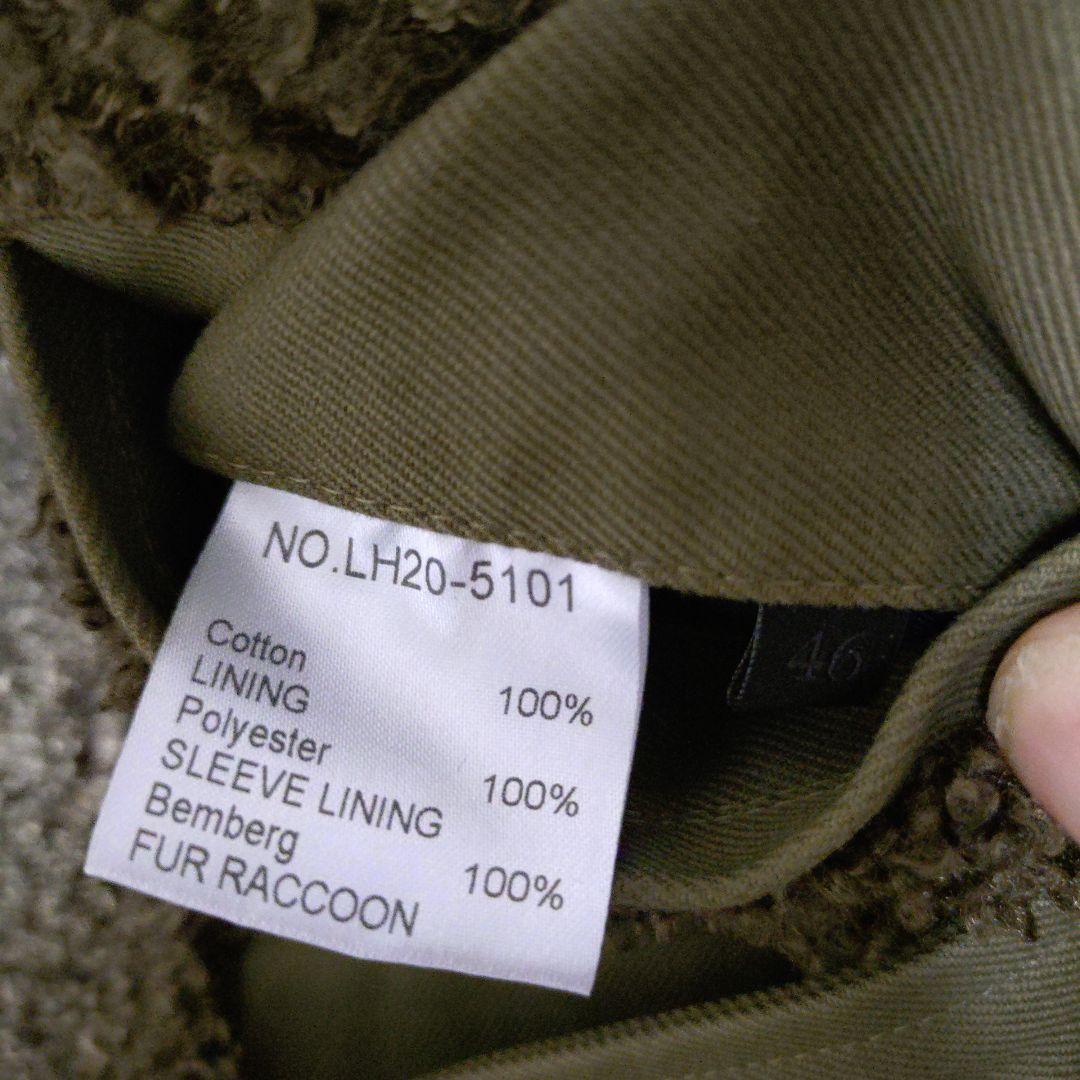 NO.LH20-5101
Cotton 100%
LINING
Polyester 100%
SLEEVE LINING
Bemberg 100%
FUR RACCOON
46